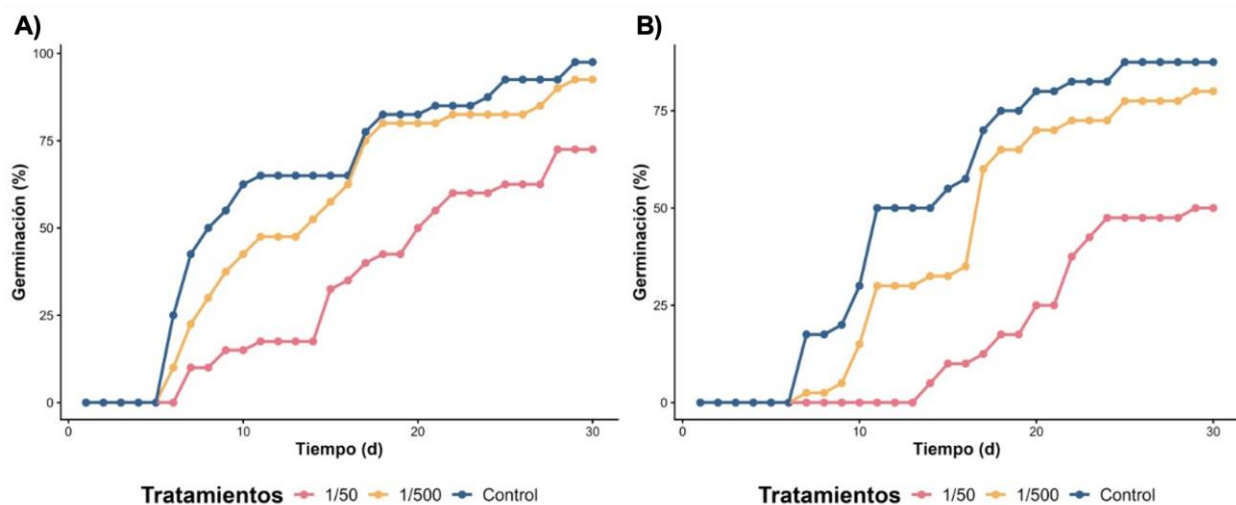 A)
100
75
50
25
0
Germinación (%)
0 10 20 30
Tiempo (d)
Tratamientos 1/50 1/500 Control
B)
75
50
25
0
Germinación (%)
0 10 20 30
Tiempo (d)
Tratamientos 1/50 1/500 Control